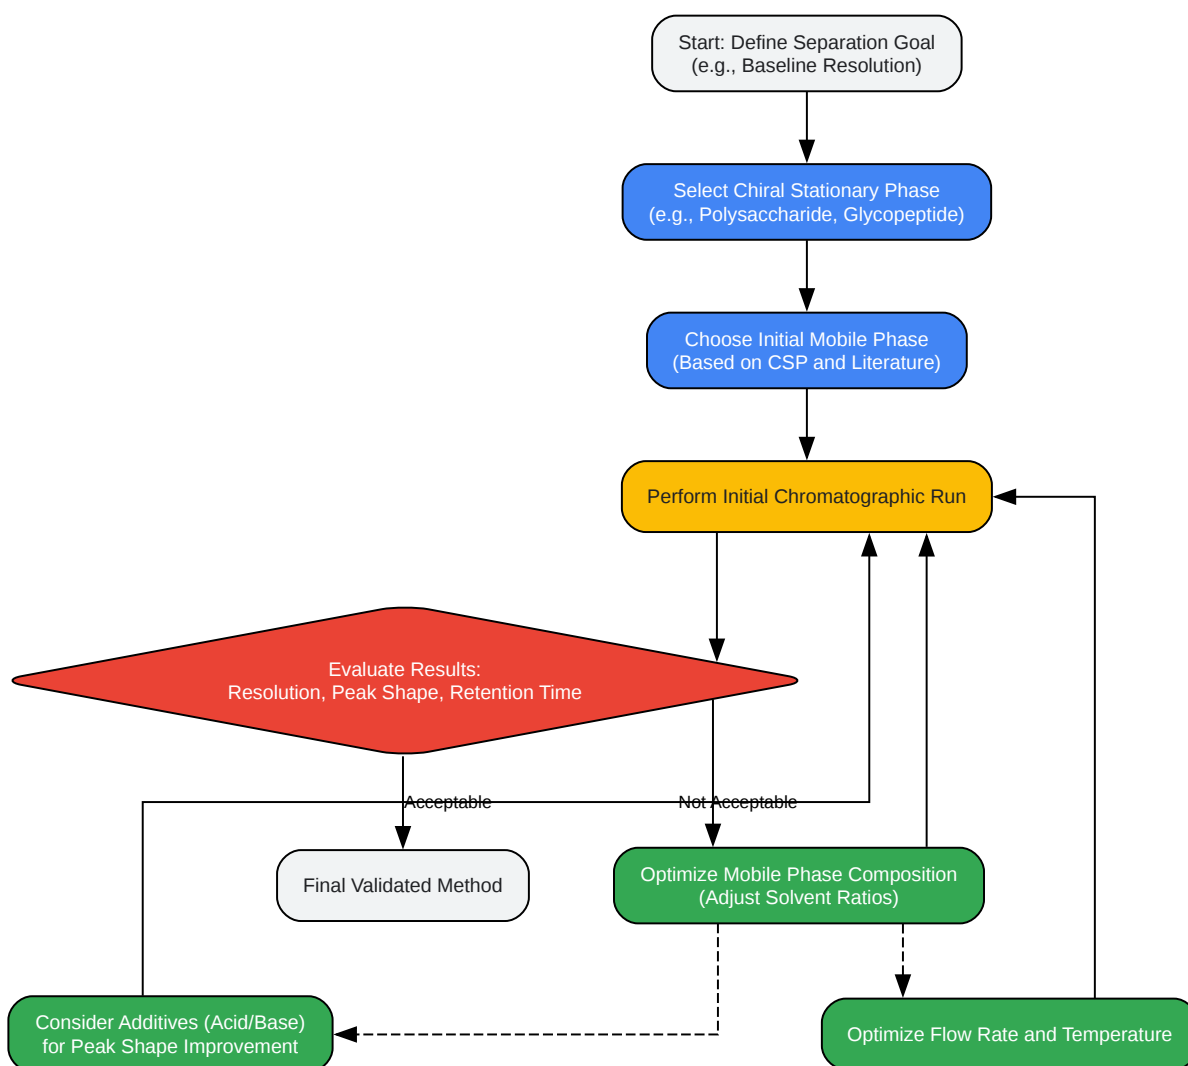 Start: Define Separation Goal
(e.g., Baseline Resolution)
Select Chiral Stationary Phase
(e.g., Polysaccharide, Glycopeptide)
Choose Initial Mobile Phase
(Based on CSP and Literature)
Perform Initial Chromatographic Run
Evaluate Results:
Resolution, Peak Shape, Retention Time
Acceptable
Not Acceptable
Final Validated Method
Optimize Mobile Phase Composition
(Adjust Solvent Ratios)
Consider Additives (Acid/Base)
for Peak Shape Improvement
Optimize Flow Rate and Temperature